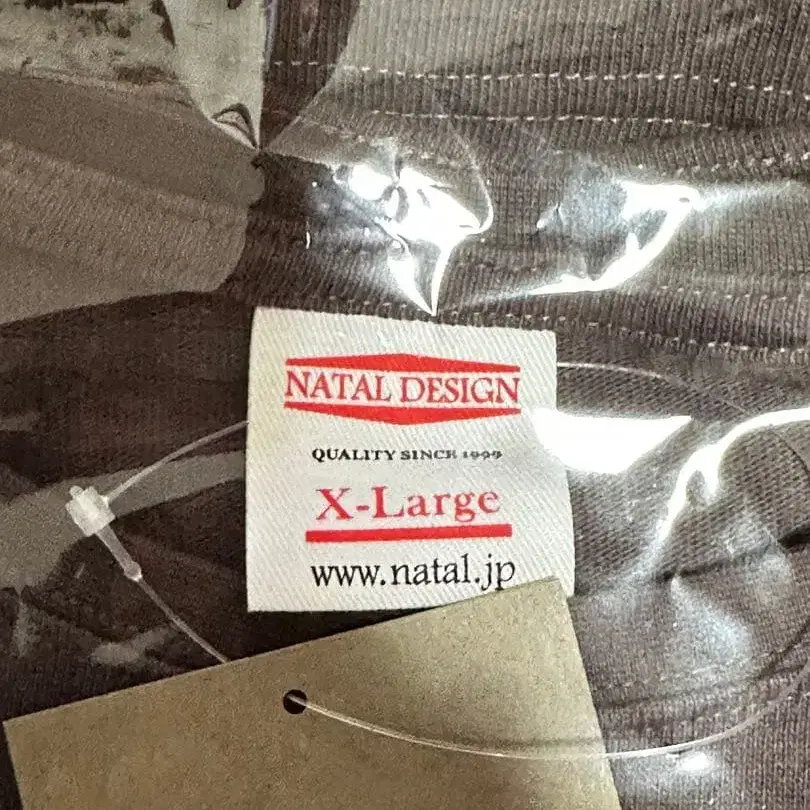 NATAL DESIGN
QUALITY SINCE 1999
X-Large
www.natal.jp